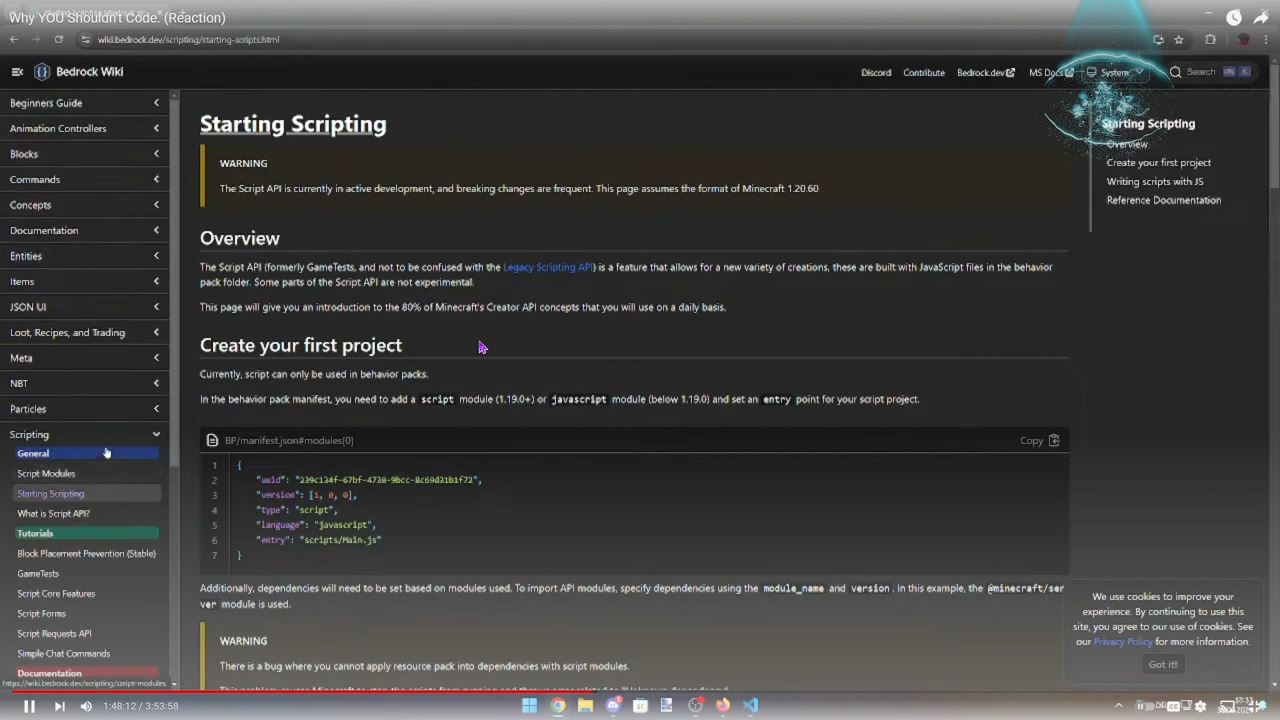 Why YOU Shouldn't Code. (Reaction)
wiki.bedrock.dev/scripting/starting-scripts.html
Bedrock Wiki
Discord
Contribute
Bedrock.dev
MS Docs
System
Search
Beginners Guide
Animation Controllers
Blocks
Commands
Concepts
Documentation
Entities
Items
JSON UI
Loot, Recipes, and Trading
Meta
NBT
Particles
Scripting
General
Script Modules
Starting Scripting
What is Script API?
Tutorials
Block Placement Prevention (Stable)
GameTests
Script Core Features
Script Forms
Script Requests API
Simple Chat Commands
Documentation
https://wiki.bedrock.dev/scripting/script-modules
Starting Scripting
WARNING
The Script API is currently in active development, and breaking changes are frequent. This page assumes the format of Minecraft 1.20.60
Overview
The Script API (formerly GameTests, and not to be confused with the Legacy Scripting API) is a feature that allows for a new variety of creations, these are built with JavaScript files in the behavior
pack folder. Some parts of the Script API are not experimental.
This page will give you an introduction to the 80% of Minecraft's Creator API concepts that you will use on a daily basis.
Create your first project
Currently, script can only be used in behavior packs.
In the behavior pack manifest, you need to add a script module (1.19.0+) or javascript module (below 1.19.0) and set an entry point for your script project.
BP/manifest.json#modules[0]
Copy
1 {
2 "uuid": "239c134f-67bf-4738-9bcc-8c69d31b1f72",
3 "version": [1, 0, 0],
4 "type": "script",
5 "language": "javascript",
6 "entry": "scripts/Main.js"
7 }
Additionally, dependencies will need to be set based on modules used. To import API modules, specify dependencies using the module_name and version. In this example, the @minecraft/ser
ver module is used.
WARNING
There is a bug where you cannot apply resource pack into dependencies with script modules.
Starting Scripting
Overview
Create your first project
Writing scripts with JS
Reference Documentation
We use cookies to improve your
experience. By continuing to use this
site, you agree to our use of cookies. See
our Privacy Policy for more information.
Got it!
1:48:12 / 3:53:58